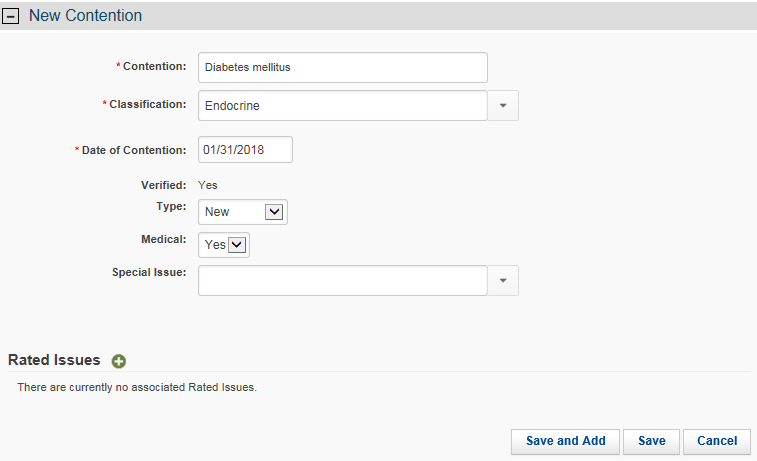 New Contention
* Contention: Diabetes mellitus
* Classification: Endocrine
* Date of Contention: 01/31/2018
Verified: Yes
Type: New
Medical: Yes
Special Issue:
Rated Issues
There are currently no associated Rated Issues.
Save and Add Save Cancel